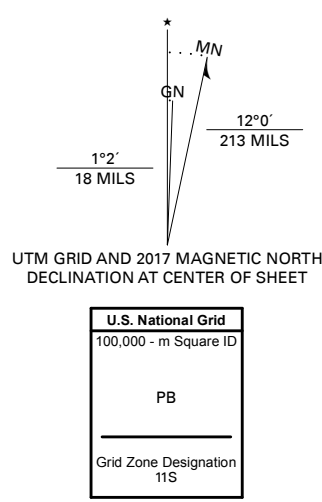 ★
MN
GN
12°0´
213 MILS
1°2´
18 MILS
UTM GRID AND 2017 MAGNETIC NORTH
DECLINATION AT CENTER OF SHEET
U.S. National Grid
100,000 - m Square ID
PB
Grid Zone Designation
11S